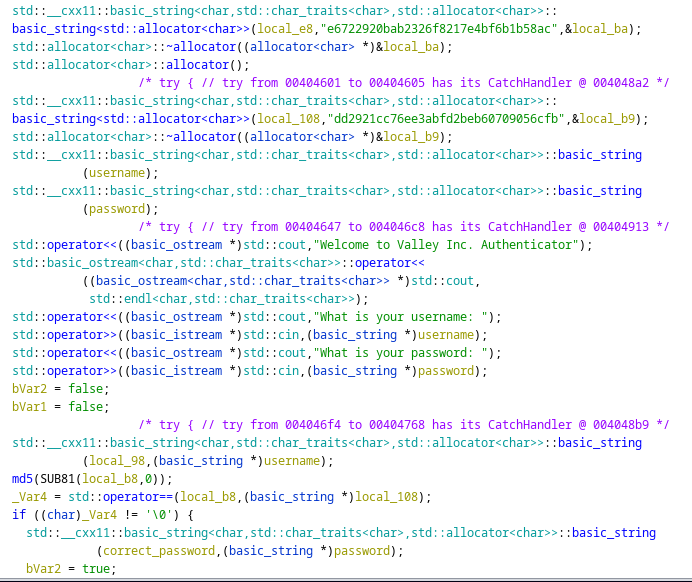 std::__cxx11::basic_string<char,std::char_traits<char>,std::allocator<char>>::
basic_string<std::allocator<char>>(local_e8,"e6722920bab2326f8217e4bf6b1b58ac",&local_ba);
std::allocator<char>::~allocator((allocator<char> *)&local_ba);
std::allocator<char>::allocator();
/* try { // try from 00404601 to 00404605 has its CatchHandler @ 004048a2 */
std::__cxx11::basic_string<char,std::char_traits<char>,std::allocator<char>>::
basic_string<std::allocator<char>>(local_108,"dd2921cc76ee3abfd2beb60709056cfb",&local_b9);
std::allocator<char>::~allocator((allocator<char> *)&local_b9);
std::__cxx11::basic_string<char,std::char_traits<char>,std::allocator<char>>::basic_string
(username);
std::__cxx11::basic_string<char,std::char_traits<char>,std::allocator<char>>::basic_string
(password);
/* try { // try from 00404647 to 004046c8 has its CatchHandler @ 00404913 */
std::operator<<((basic_ostream *)std::cout,"Welcome to Valley Inc. Authenticator");
std::basic_ostream<char,std::char_traits<char>>::operator<<
((basic_ostream<char,std::char_traits<char>> *)std::cout,
std::endl<char,std::char_traits<char>>);
std::operator<<((basic_ostream *)std::cout,"What is your username: ");
std::operator>>((basic_istream *)std::cin,(basic_string *)username);
std::operator<<((basic_ostream *)std::cout,"What is your password: ");
std::operator>>((basic_istream *)std::cin,(basic_string *)password);
bVar2 = false;
bVar1 = false;
/* try { // try from 004046f4 to 00404768 has its CatchHandler @ 004048b9 */
std::__cxx11::basic_string<char,std::char_traits<char>,std::allocator<char>>::basic_string
(local_98,(basic_string *)username);
md5(SUB81(local_b8,0));
_Var4 = std::operator==(local_b8,(basic_string *)local_108);
if ((char)_Var4 != '\0') {
std::__cxx11::basic_string<char,std::char_traits<char>,std::allocator<char>>::basic_string
(correct_password,(basic_string *)password);
bVar2 = true;